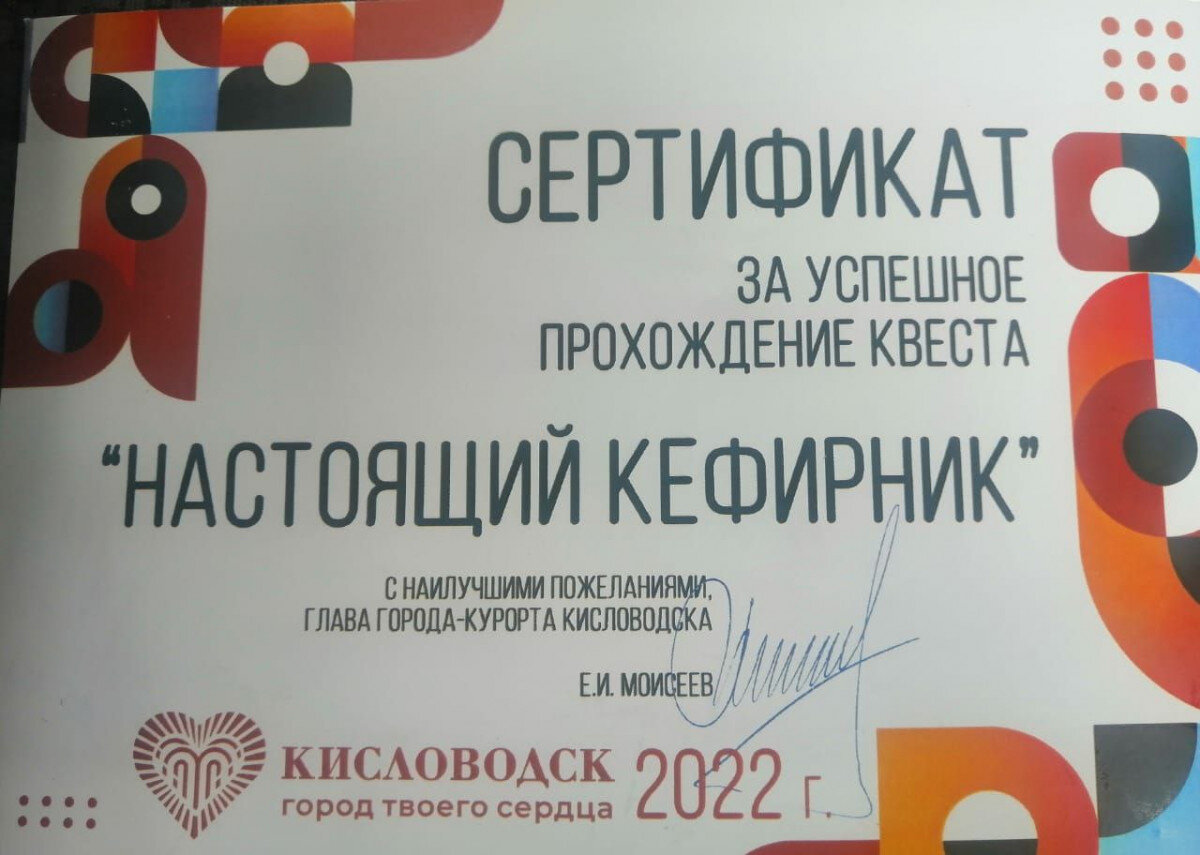 СЕРТИФИКАТ
ЗА УСПЕШНОЕ
ПРОХОЖДЕНИЕ КВЕСТА
“НАСТОЯЩИЙ КЕФИРНИК”
С НАИЛУЧШИМИ ПОЖЕЛАНИЯМИ,
ГЛАВА ГОРОДА-КУРОРТА КИСЛОВОДСКА
Е.И. МОИСЕЕВ
КИСЛОВОДСК
город твоего сердца
2022 г.